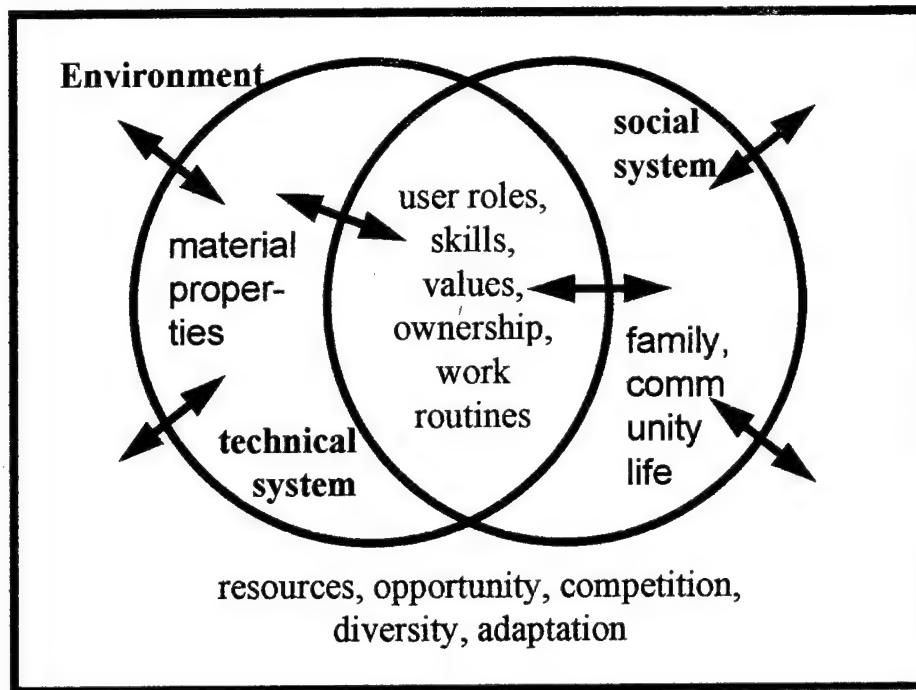 Environment
social
system
user roles,
skills,
values,
ownership,
work
routines
material
proper-
ties
family,
comm
unity
life
technical
system
resources, opportunity, competition,
diversity, adaptation